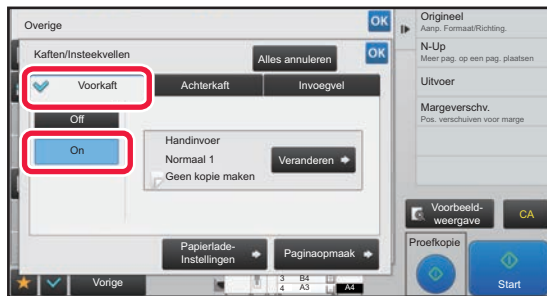 Overige
OK
Kaften/Insteekvellen
Alles annuleren
OK
Voorkaft
Achterkaft
Invoegvel
Off
On
Handinvoer
Normaal 1
Geen kopie maken
Veranderen
Papierlade-
Instellingen
Paginaopmaak
Vorige
3 B4
4 A3
A4
Origineel
Aanp. Formaat/Richting.
N-Up
Meer pag. op een pag. plaatsen
Uitvoer
Margeverschv.
Pos. verschuiven voor marge
Voorbeeld-
weergave
CA
Proefkopie
Start